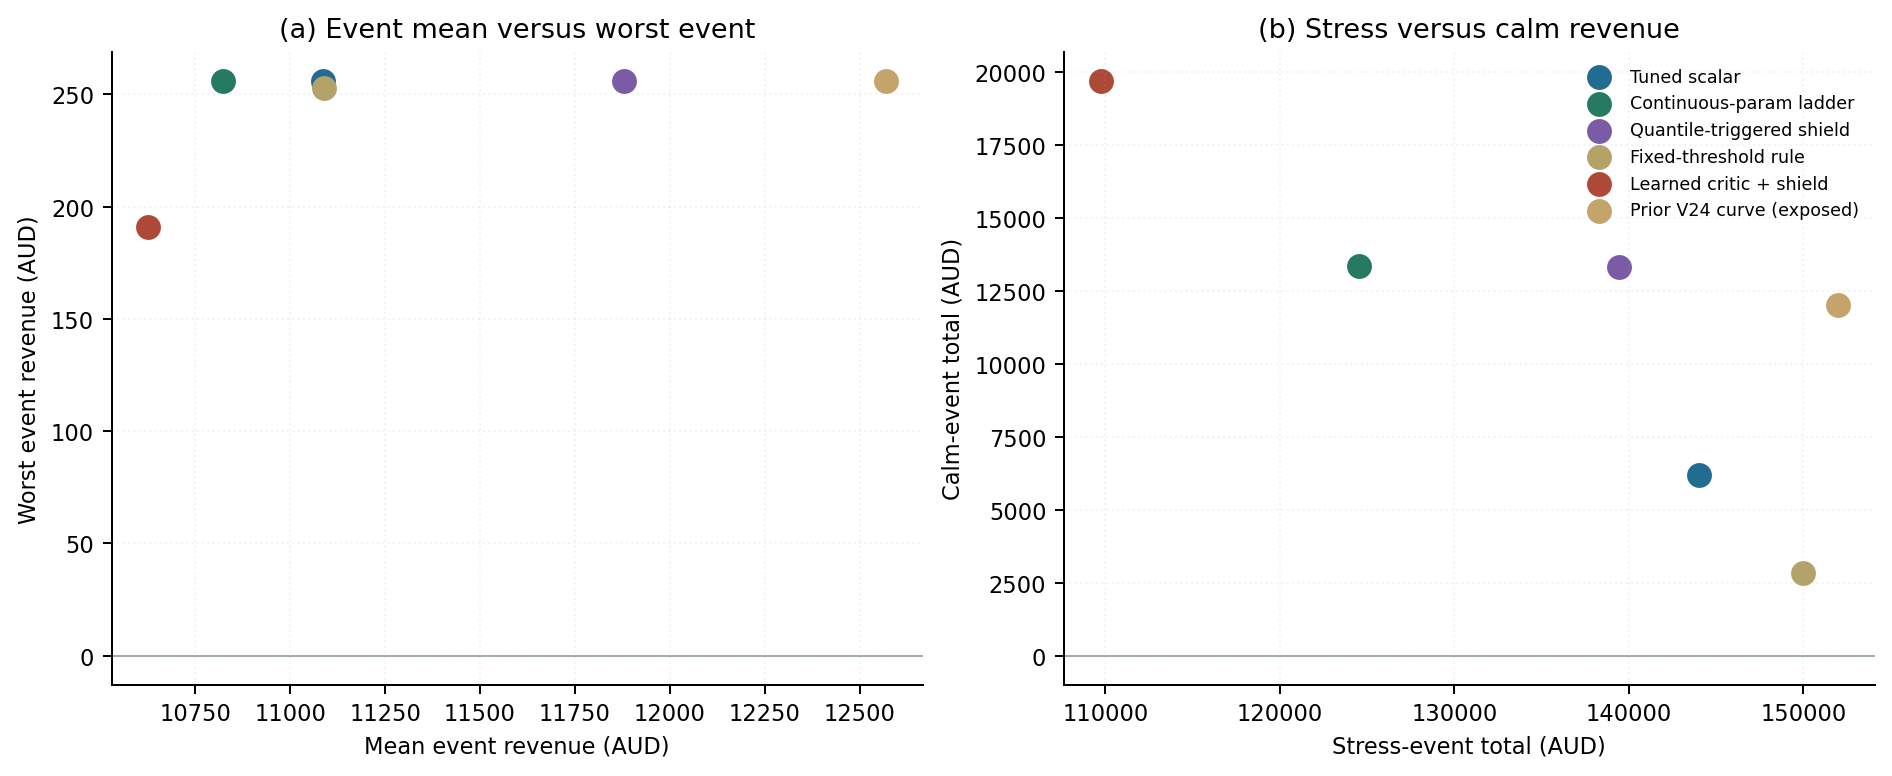 (a) Event mean versus worst event
Worst event revenue (AUD)
250
200
150
100
50
0
10750 11000 11250 11500 11750 12000 12250 12500
Mean event revenue (AUD)
(b) Stress versus calm revenue
Calm-event total (AUD)
20000
17500
15000
12500
10000
7500
5000
2500
0
110000 120000 130000 140000 150000
Stress-event total (AUD)
Tuned scalar
Continuous-param ladder
Quantile-triggered shield
Fixed-threshold rule
Learned critic + shield
Prior V24 curve (exposed)